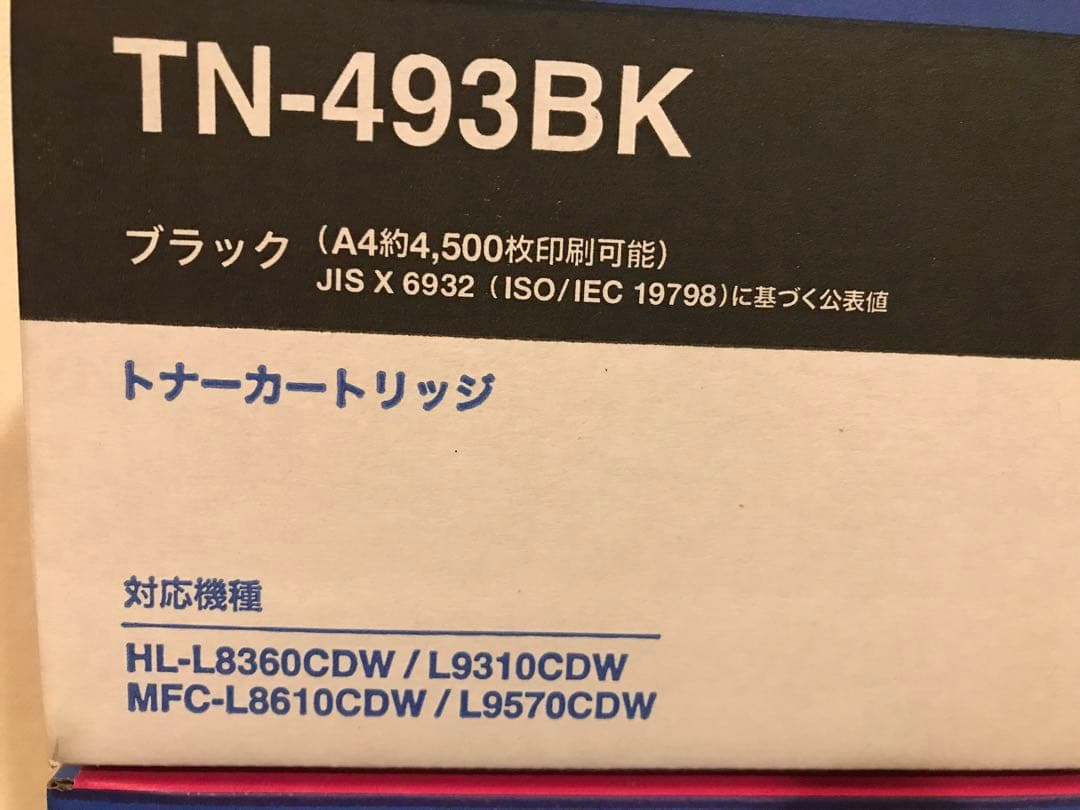 TN-493BK
ブラック（A4約4,500枚印刷可能）
JIS X 6932（ISO/IEC 19798）に基づく公表値
トナーカートリッジ
対応機種
HL-L8360CDW / L9310CDW
MFC-L8610CDW / L9570CDW